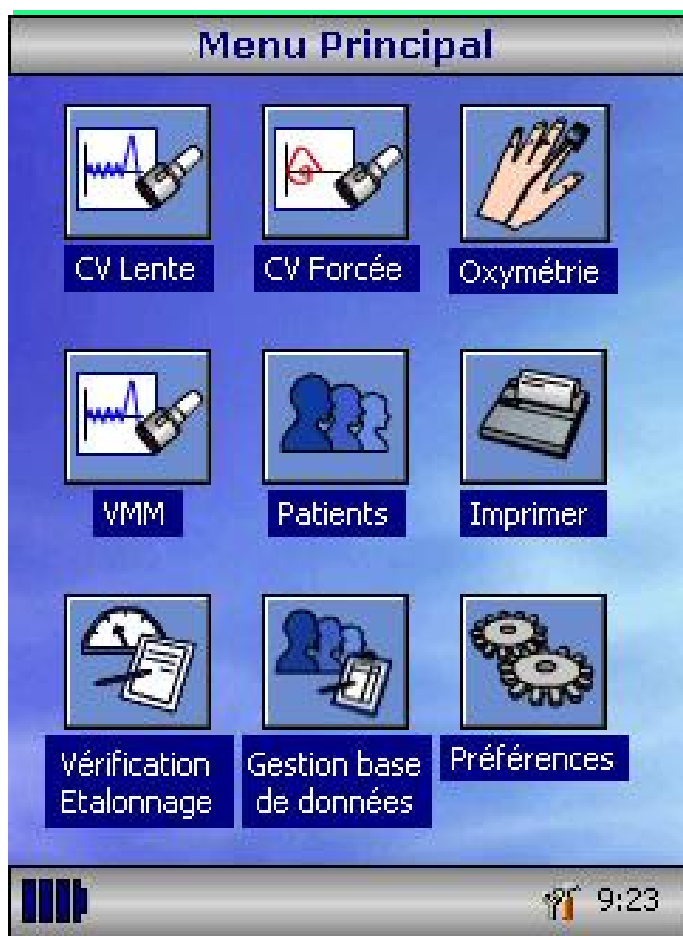 Menu Principal
CV Lente
CV Forcée
Oxymétrie
VMM
Patients
Imprimer
Vérification
Etalonnage
Gestion base
de données
Préférences
9:23